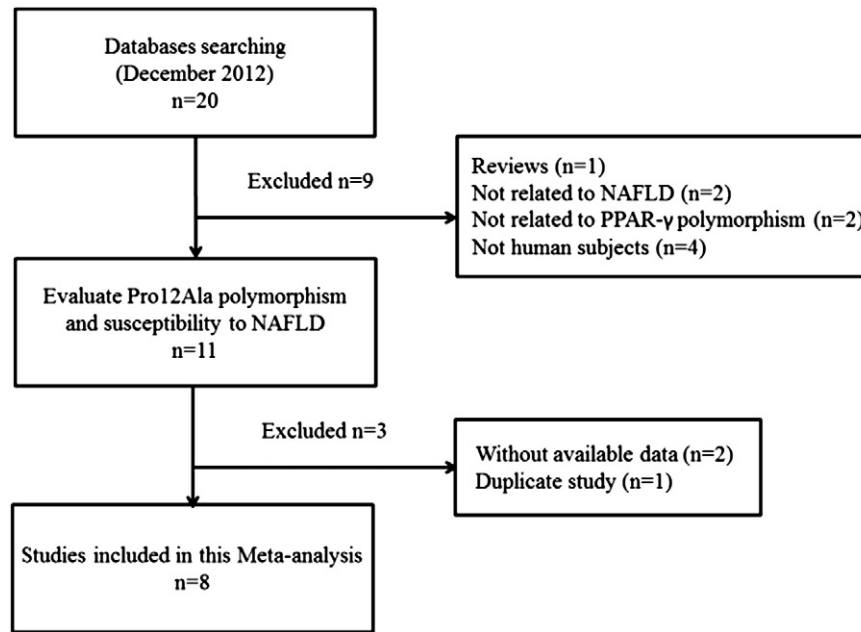 Databases searching
(December 2012)
n=20
Excluded n=9
Reviews (n=1)
Not related to NAFLD (n=2)
Not related to PPAR-γ polymorphism (n=2)
Not human subjects (n=4)
Evaluate Pro12Ala polymorphism
and susceptibility to NAFLD
n=11
Excluded n=3
Without available data (n=2)
Duplicate study (n=1)
Studies included in this Meta-analysis
n=8